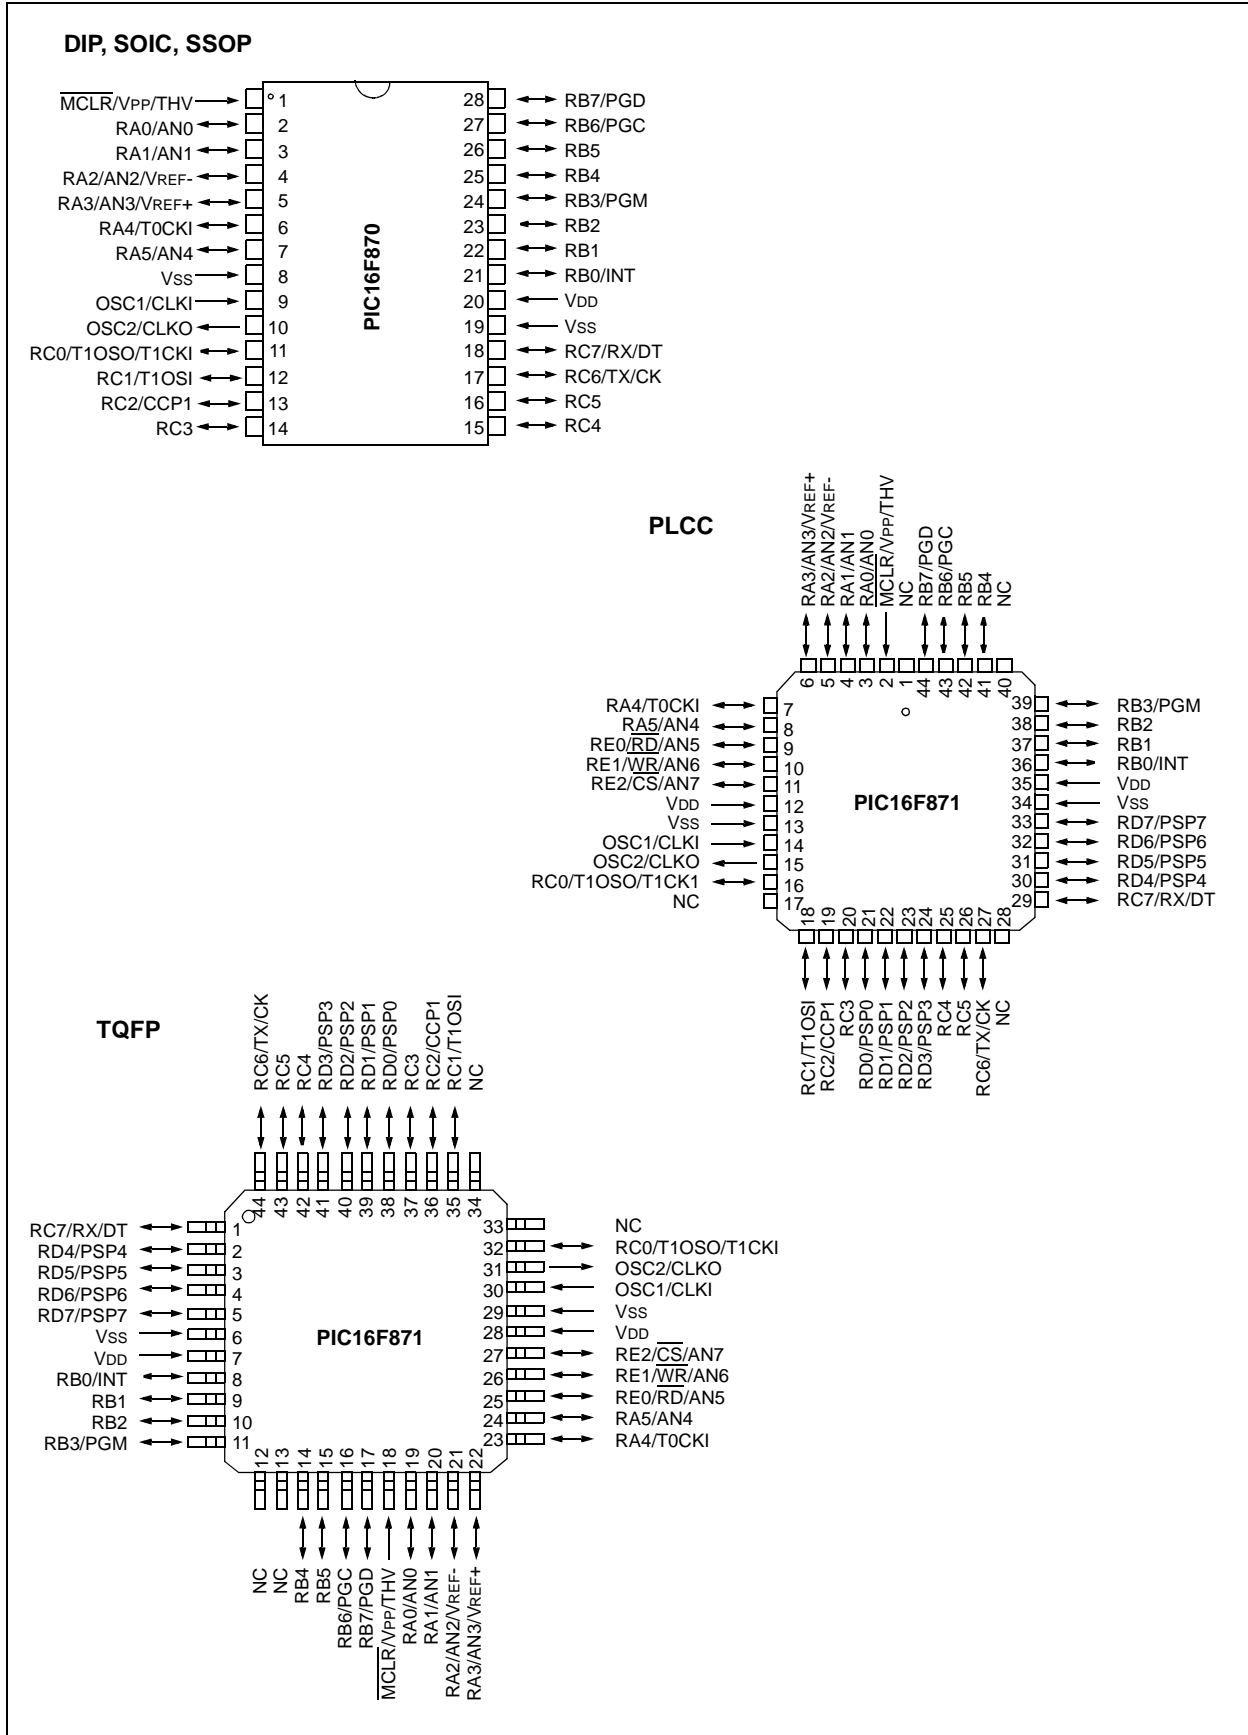 DIP, SOIC, SSOP
MCLR/VPP/THV 1
RA0/AN0 2
RA1/AN1 3
RA2/AN2/VREF- 4
RA3/AN3/VREF+ 5
RA4/T0CKI 6
RA5/AN4 7
VSS 8
OSC1/CLKI 9
OSC2/CLKO 10
RC0/T1OSO/T1CKI 11
RC1/T1OSI 12
RC2/CCP1 13
RC3 14
PIC16F870
28 RB7/PGD
27 RB6/PGC
26 RB5
25 RB4
24 RB3/PGM
23 RB2
22 RB1
21 RB0/INT
20 VDD
19 VSS
18 RC7/RX/DT
17 RC6/TX/CK
16 RC5
15 RC4
PLCC
RA3/AN3/VREF+ 6
RA2/AN2/VREF- 5
RA1/AN1 4
RA0/AN0 3
MCLR/VPP/THV 2
NC 1
RB7/PGD 44
RB6/PGC 43
RB5 42
RB4 41
NC 40
RA4/T0CKI 7
RA5/AN4 8
RE0/RD/AN5 9
RE1/WR/AN6 10
RE2/CS/AN7 11
VDD 12
VSS 13
OSC1/CLKI 14
OSC2/CLKO 15
RC0/T1OSO/T1CK1 16
NC 17
PIC16F871
39 RB3/PGM
38 RB2
37 RB1
36 RB0/INT
35 VDD
34 VSS
33 RD7/PSP7
32 RD6/PSP6
31 RD5/PSP5
30 RD4/PSP4
29 RC7/RX/DT
18 RC1/T1OSI
19 RC2/CCP1
20 RC3
21 RD0/PSP0
22 RD1/PSP1
23 RD2/PSP2
24 RD3/PSP3
25 RC4
26 RC5
27 RC6/TX/CK
28 NC
TQFP
RC6/TX/CK 44
RC5 43
RC4 42
RD3/PSP3 41
RD2/PSP2 40
RD1/PSP1 39
RD0/PSP0 38
RC3 37
RC2/CCP1 36
RC1/T1OSI 35
NC 34
RC7/RX/DT 1
RD4/PSP4 2
RD5/PSP5 3
RD6/PSP6 4
RD7/PSP7 5
VSS 6
VDD 7
RB0/INT 8
RB1 9
RB2 10
RB3/PGM 11
PIC16F871
33 NC
32 RC0/T1OSO/T1CKI
31 OSC2/CLKO
30 OSC1/CLKI
29 VSS
28 VDD
27 RE2/CS/AN7
26 RE1/WR/AN6
25 RE0/RD/AN5
24 RA5/AN4
23 RA4/T0CKI
12 NC
13 NC
14 RB4
15 RB5
16 RB6/PGC
17 RB7/PGD
18 MCLR/VPP/THV
19 RA0/AN0
20 RA1/AN1
21 RA2/AN2/VREF-
22 RA3/AN3/VREF+